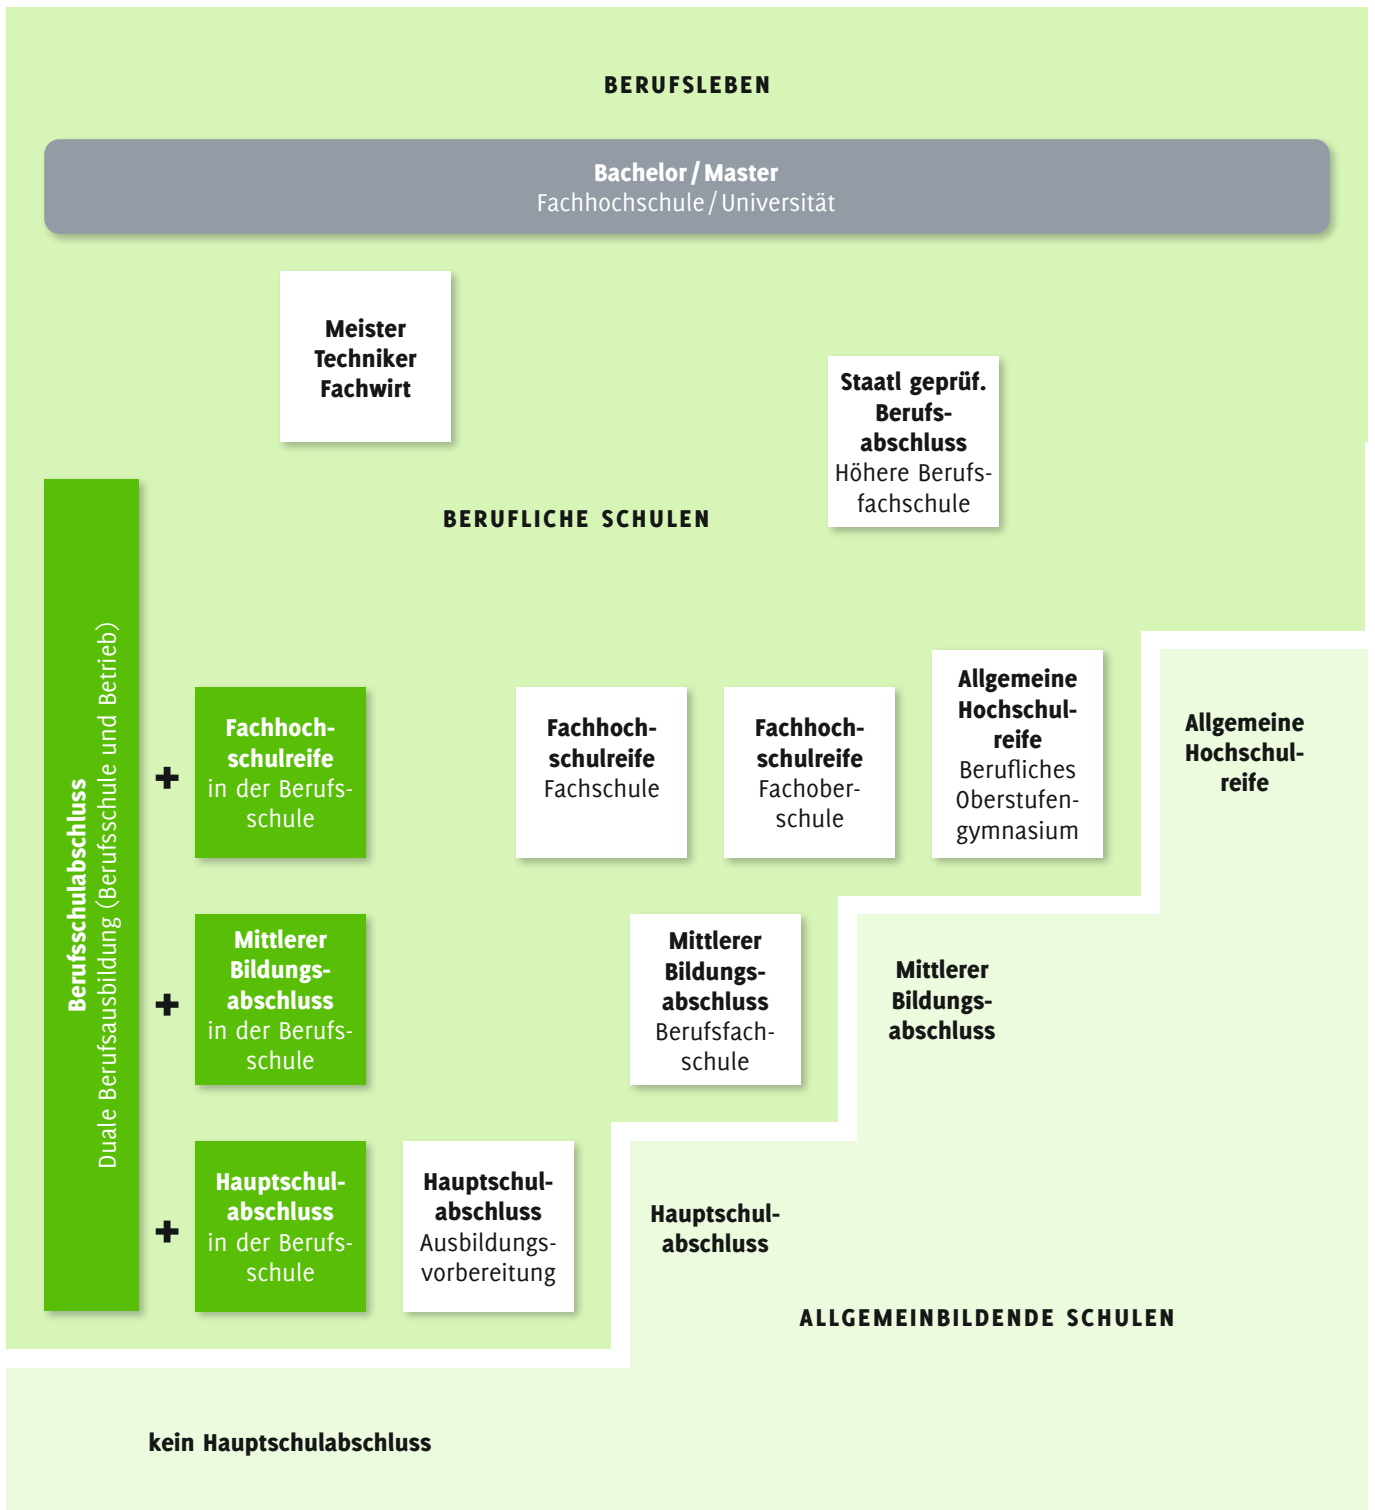 BERUFSLEBEN
Bachelor / Master
Fachhochschule / Universität
Meister
Techniker
Fachwirt
Staatl geprüf.
Berufs-
abschluss
Höhere Berufs-
fachschule
BERUFLICHE SCHULEN
Berufsschulabschluss
Duale Berufsausbildung (Berufsschule und Betrieb)
+
Fachhoch-
schulreife
in der Berufs-
schule
Fachhoch-
schulreife
Fachschule
Fachhoch-
schulreife
Fachober-
schule
Allgemeine
Hochschul-
reife
Berufliches
Oberstufen-
gymnasium
Allgemeine
Hochschul-
reife
+
Mittlerer
Bildungs-
abschluss
in der Berufs-
schule
Mittlerer
Bildungs-
abschluss
Berufsfach-
schule
Mittlerer
Bildungs-
abschluss
+
Hauptschul-
abschluss
in der Berufs-
schule
Hauptschul-
abschluss
Ausbildungs-
vorbereitung
Hauptschul-
abschluss
ALLGEMEINBILDENDE SCHULEN
kein Hauptschulabschluss